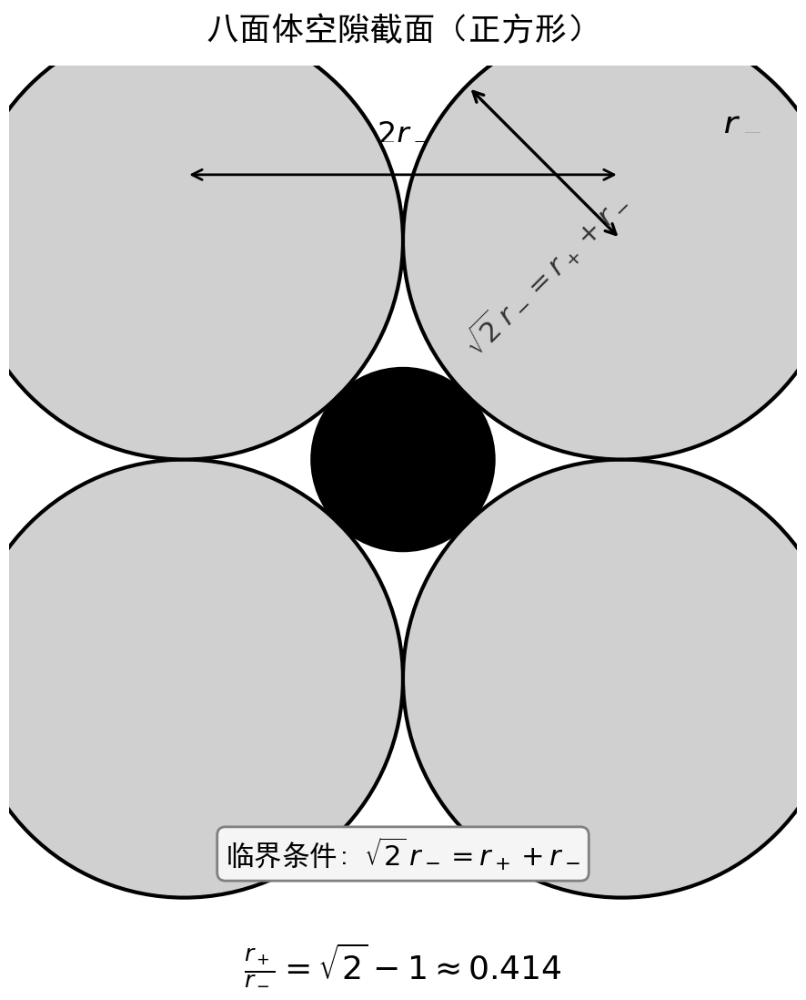 八面体空隙截面（正方形）
2r₋
r₋
√2 r₋ = r₊ + r₋
临界条件：√2 r₋ = r₊ + r₋
r₊/r₋ = √2 − 1 ≈ 0.414